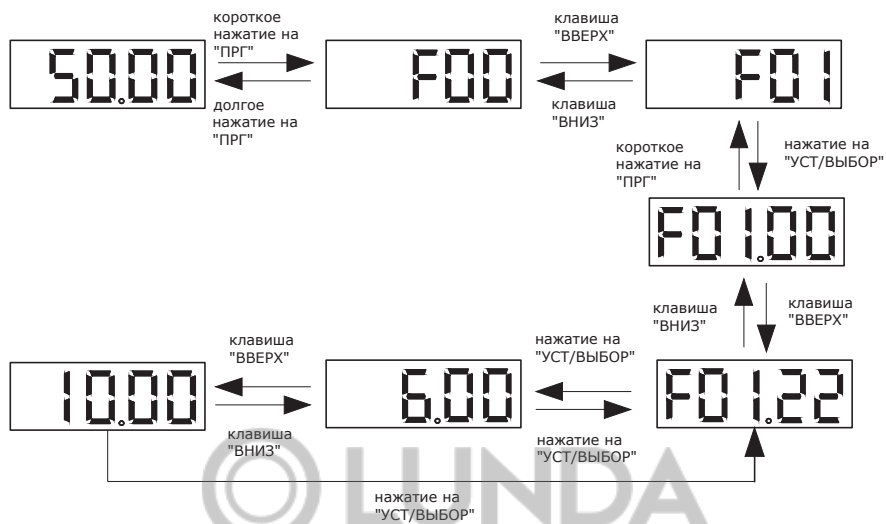 короткое
нажатие на
"ПРГ"
клавиша
"ВВЕРХ"
50.00
F00
F01
долгое
нажатие на
"ПРГ"
клавиша
"ВНИЗ"
короткое
нажатие на
"ПРГ"
нажатие на
"УСТ/ВЫБОР"
F01.00
клавиша
"ВНИЗ"
клавиша
"ВВЕРХ"
клавиша
"ВВЕРХ"
нажатие на
"УСТ/ВЫБОР"
10.00
6.00
F01.22
клавиша
"ВНИЗ"
нажатие на
"УСТ/ВЫБОР"
LUNDA
нажатие на
"УСТ/ВЫБОР"